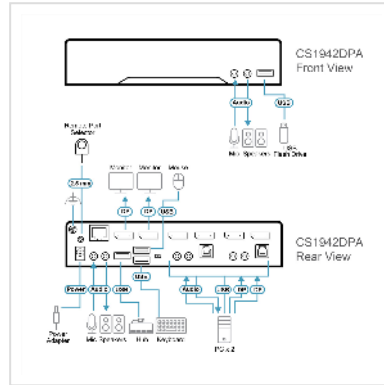 CS1942DPA
Front View
Audio
USB
Mic Speakers
USB
Flash Drive
Remote Port
Selector
Monitor Monitor Mouse
2.5 mm
DP DP USB
CS1942DPA
Rear View
Power Audio USB
Audio USB DP DP
Power
Adapter
Mic Speakers Hub Keyboard
PC x 2